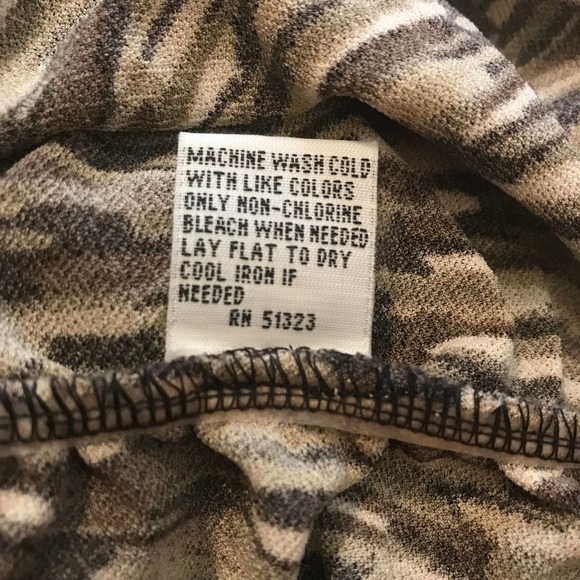 MACHINE WASH COLD
WITH LIKE COLORS
ONLY NON-CHLORINE
BLEACH WHEN NEEDED
LAY FLAT TO DRY
COOL IRON IF
NEEDED
RN 51323